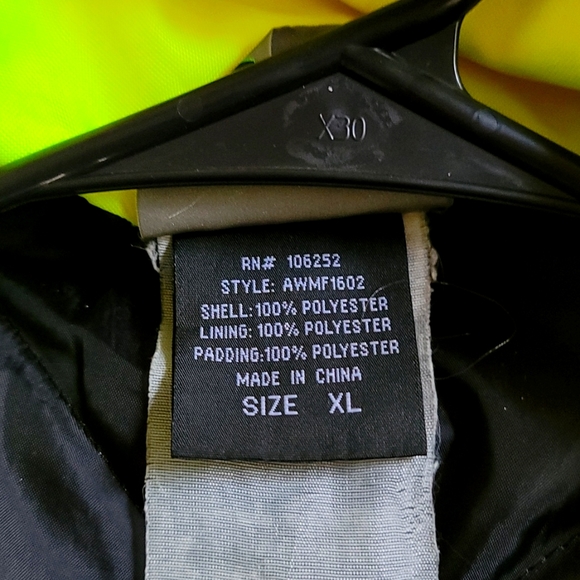 X30
RN# 106252
STYLE: AWMF1602
SHELL:100% POLYESTER
LINING: 100% POLYESTER
PADDING:100% POLYESTER
MADE IN CHINA
SIZE XL